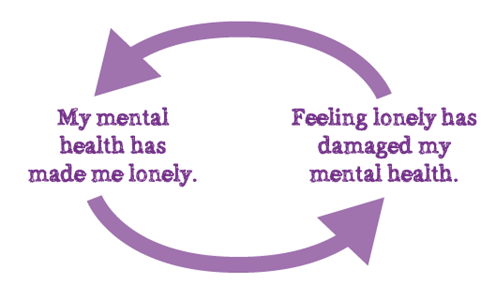 My mental
health has
made me lonely.
Feeling lonely has
damaged my
mental health.